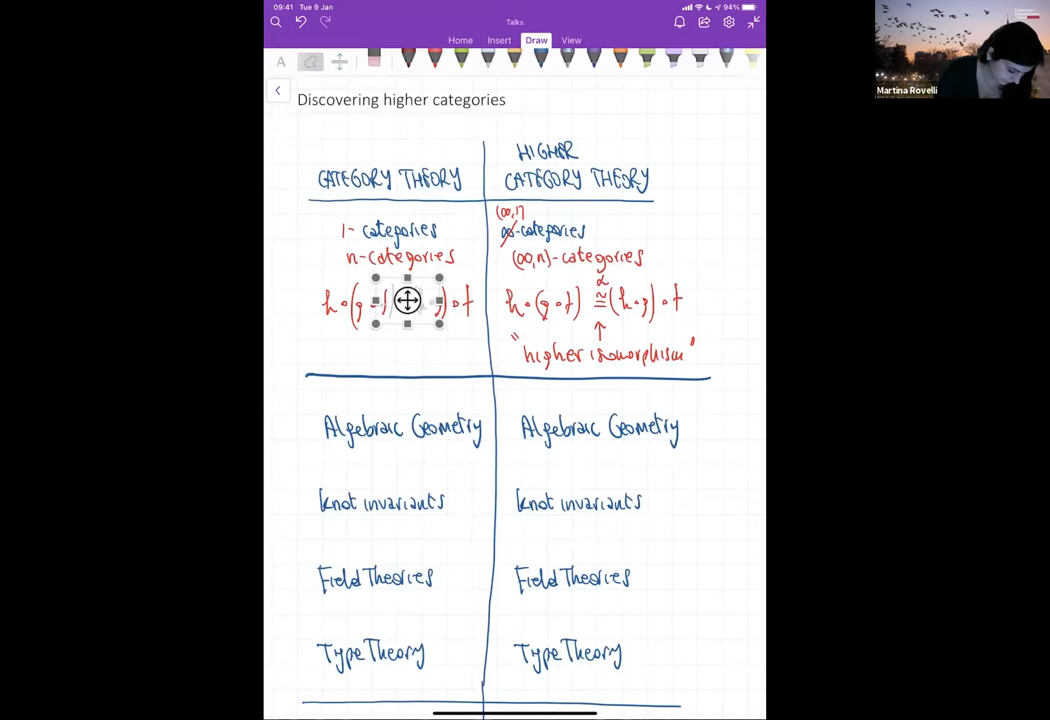 09:41 Tue 9 Jan
94%
Talks
Home Insert Draw View
Martina Rovelli
Discovering higher categories
CATEGORY THEORY
HIGHER
CATEGORY THEORY
1- categories
n-categories
h∘(g
)∘f
(∞,1)
∞-categories
(∞,n)-categories
α
h∘(g∘f) ≅ (h∘g)∘f
↑
"higher isomorphism"
Algebraic Geometry
Algebraic Geometry
Knot invariants
Knot invariants
Field Theories
Field Theories
Type Theory
Type Theory